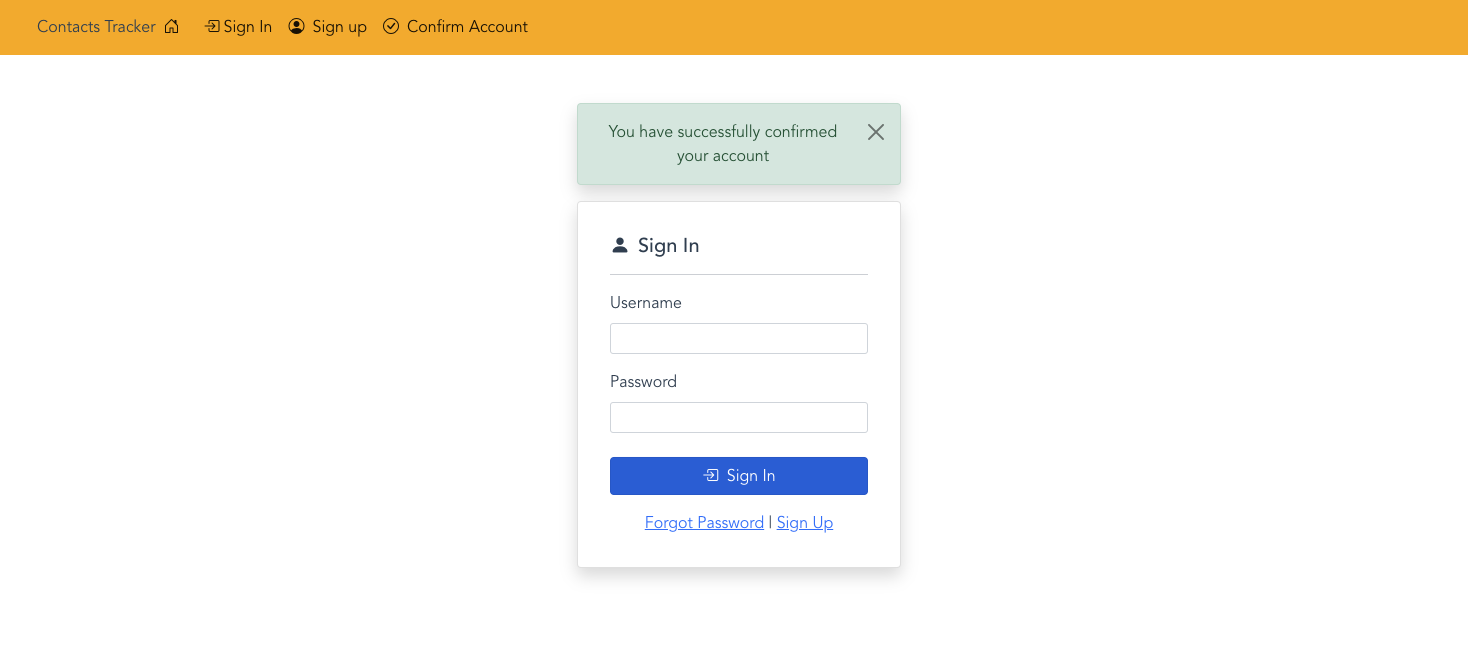 Contacts Tracker Sign In Sign up Confirm Account
You have successfully confirmed
your account
Sign In
Username
Password
Sign In
Forgot Password | Sign Up